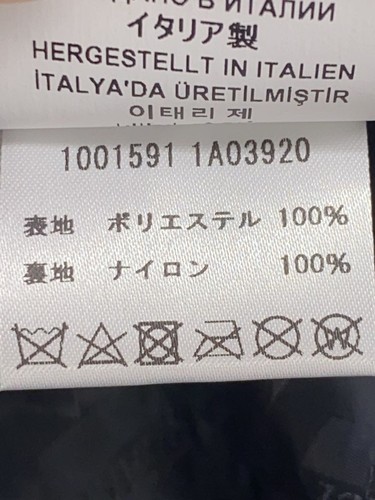 В ИТАЛИИ
イタリア製
HERGESTELLT IN ITALIEN
İTALYA'DA ÜRETİLMİŞTİR
이태리 제
1001591 1A03920
表地 ポリエステル 100%
裏地 ナイロン 100%
W